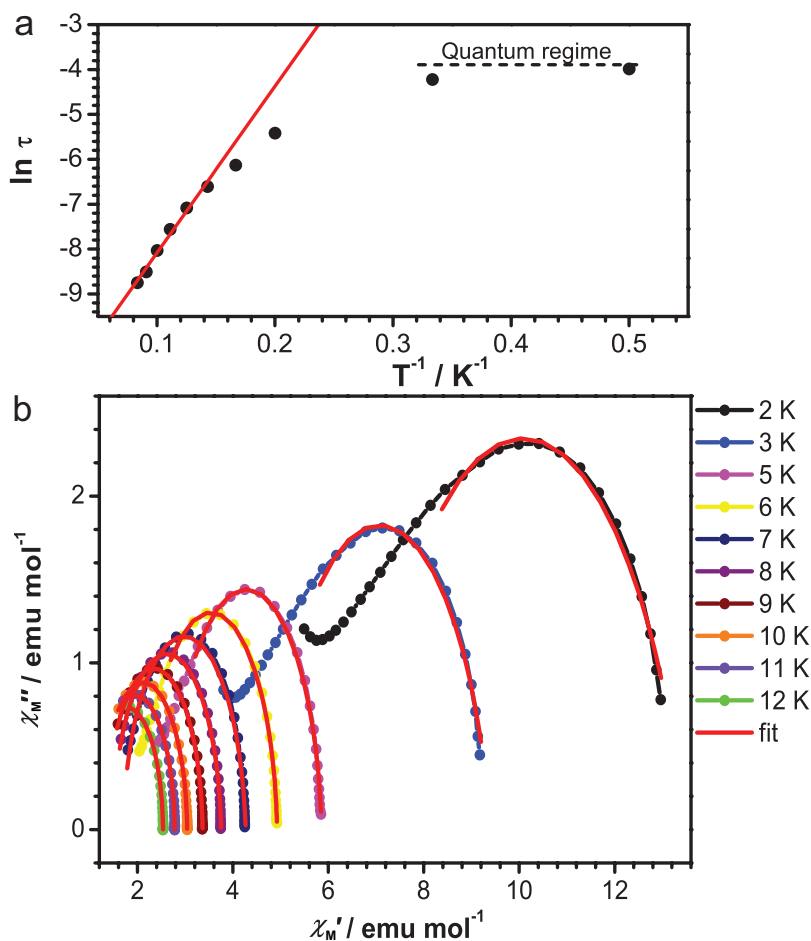 a
-3
-4
-5
-6
-7
-8
-9
ln τ
Quantum regime
0.1 0.2 0.3 0.4 0.5
T⁻¹ / K⁻¹
b
2
1
0
χ_M'' / emu mol⁻¹
2 4 6 8 10 12
χ_M' / emu mol⁻¹
2 K
3 K
5 K
6 K
7 K
8 K
9 K
10 K
11 K
12 K
fit